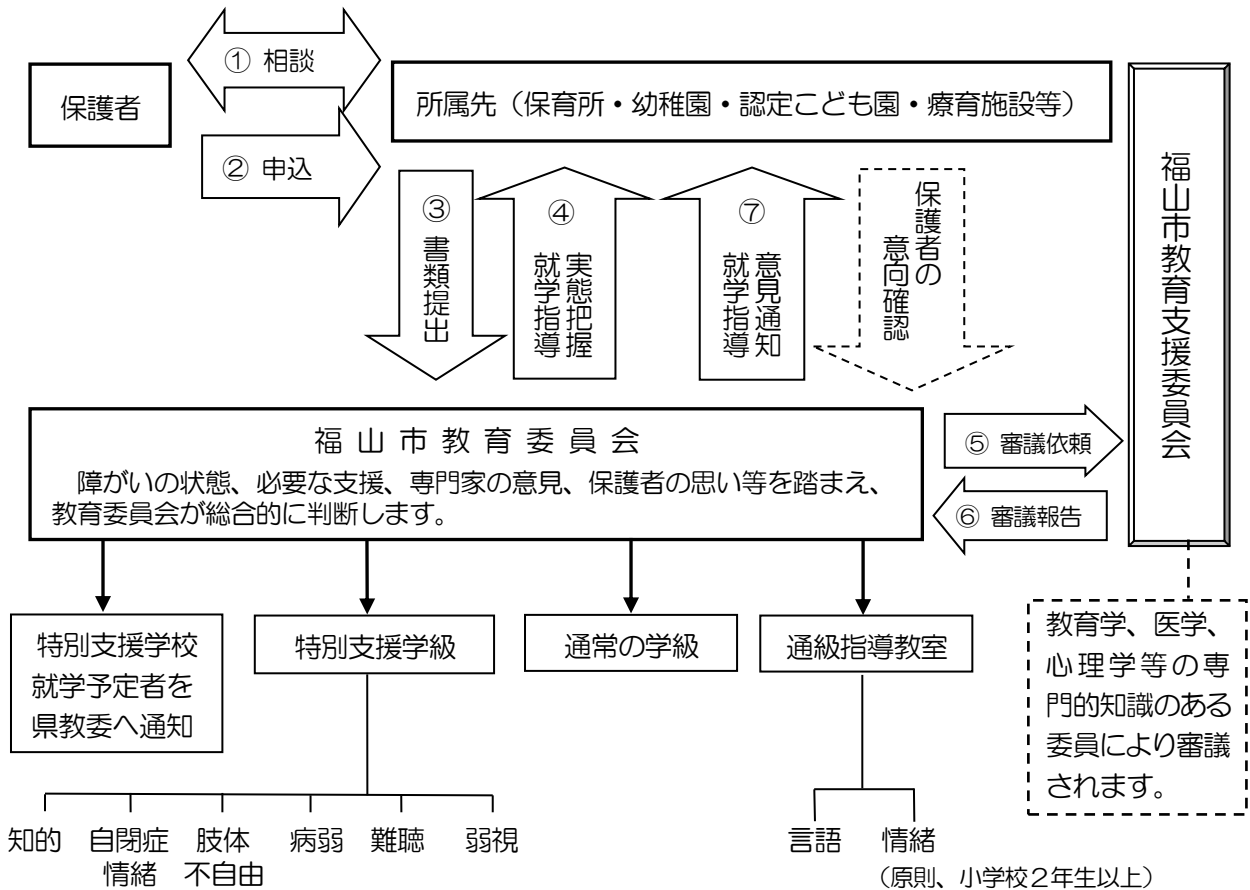 ① 相談
保護者
所属先（保育所・幼稚園・認定こども園・療育施設等）
② 申込
③ 書類提出
④
実態把握
就学指導
⑦
意見通知
就学指導
保護者の
意向確認
福山市教育支援委員会
福山市教育委員会
障がいの状態、必要な支援、専門家の意見、保護者の思い等を踏まえ、
教育委員会が総合的に判断します。
⑤ 審議依頼
⑥ 審議報告
特別支援学校
就学予定者を
県教委へ通知
特別支援学級
通常の学級
通級指導教室
教育学、医学、
心理学等の専
門的知識のある
委員により審議
されます。
知的
自閉症
情緒
肢体
不自由
病弱
難聴
弱視
言語
情緒
（原則、小学校２年生以上）